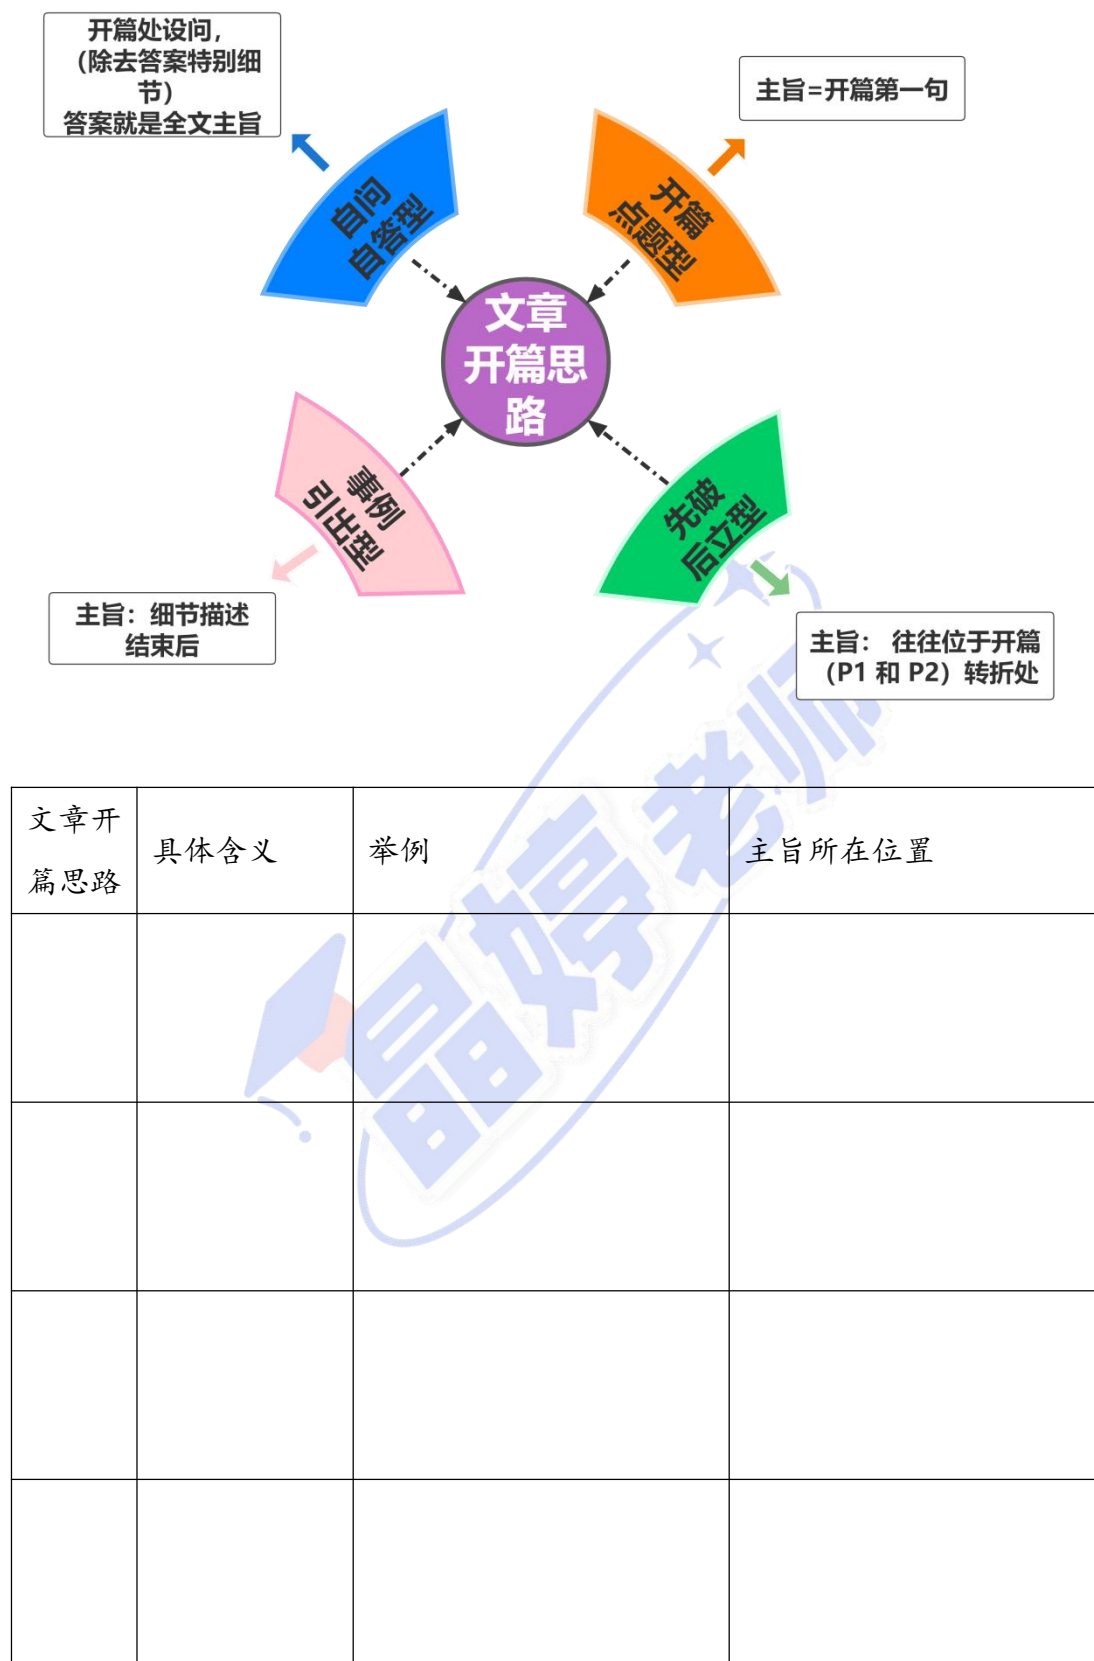 开篇处设问，
（除去答案特别细
节）
答案就是全文主旨
主旨=开篇第一句
自问
自答型
开篇
点题型
文章
开篇思
路
事例
引出型
先破
后立型
主旨：细节描述
结束后
主旨： 往往位于开篇
（P1 和 P2）转折处
文章开
篇思路
具体含义
举例
主旨所在位置
晶婷老师